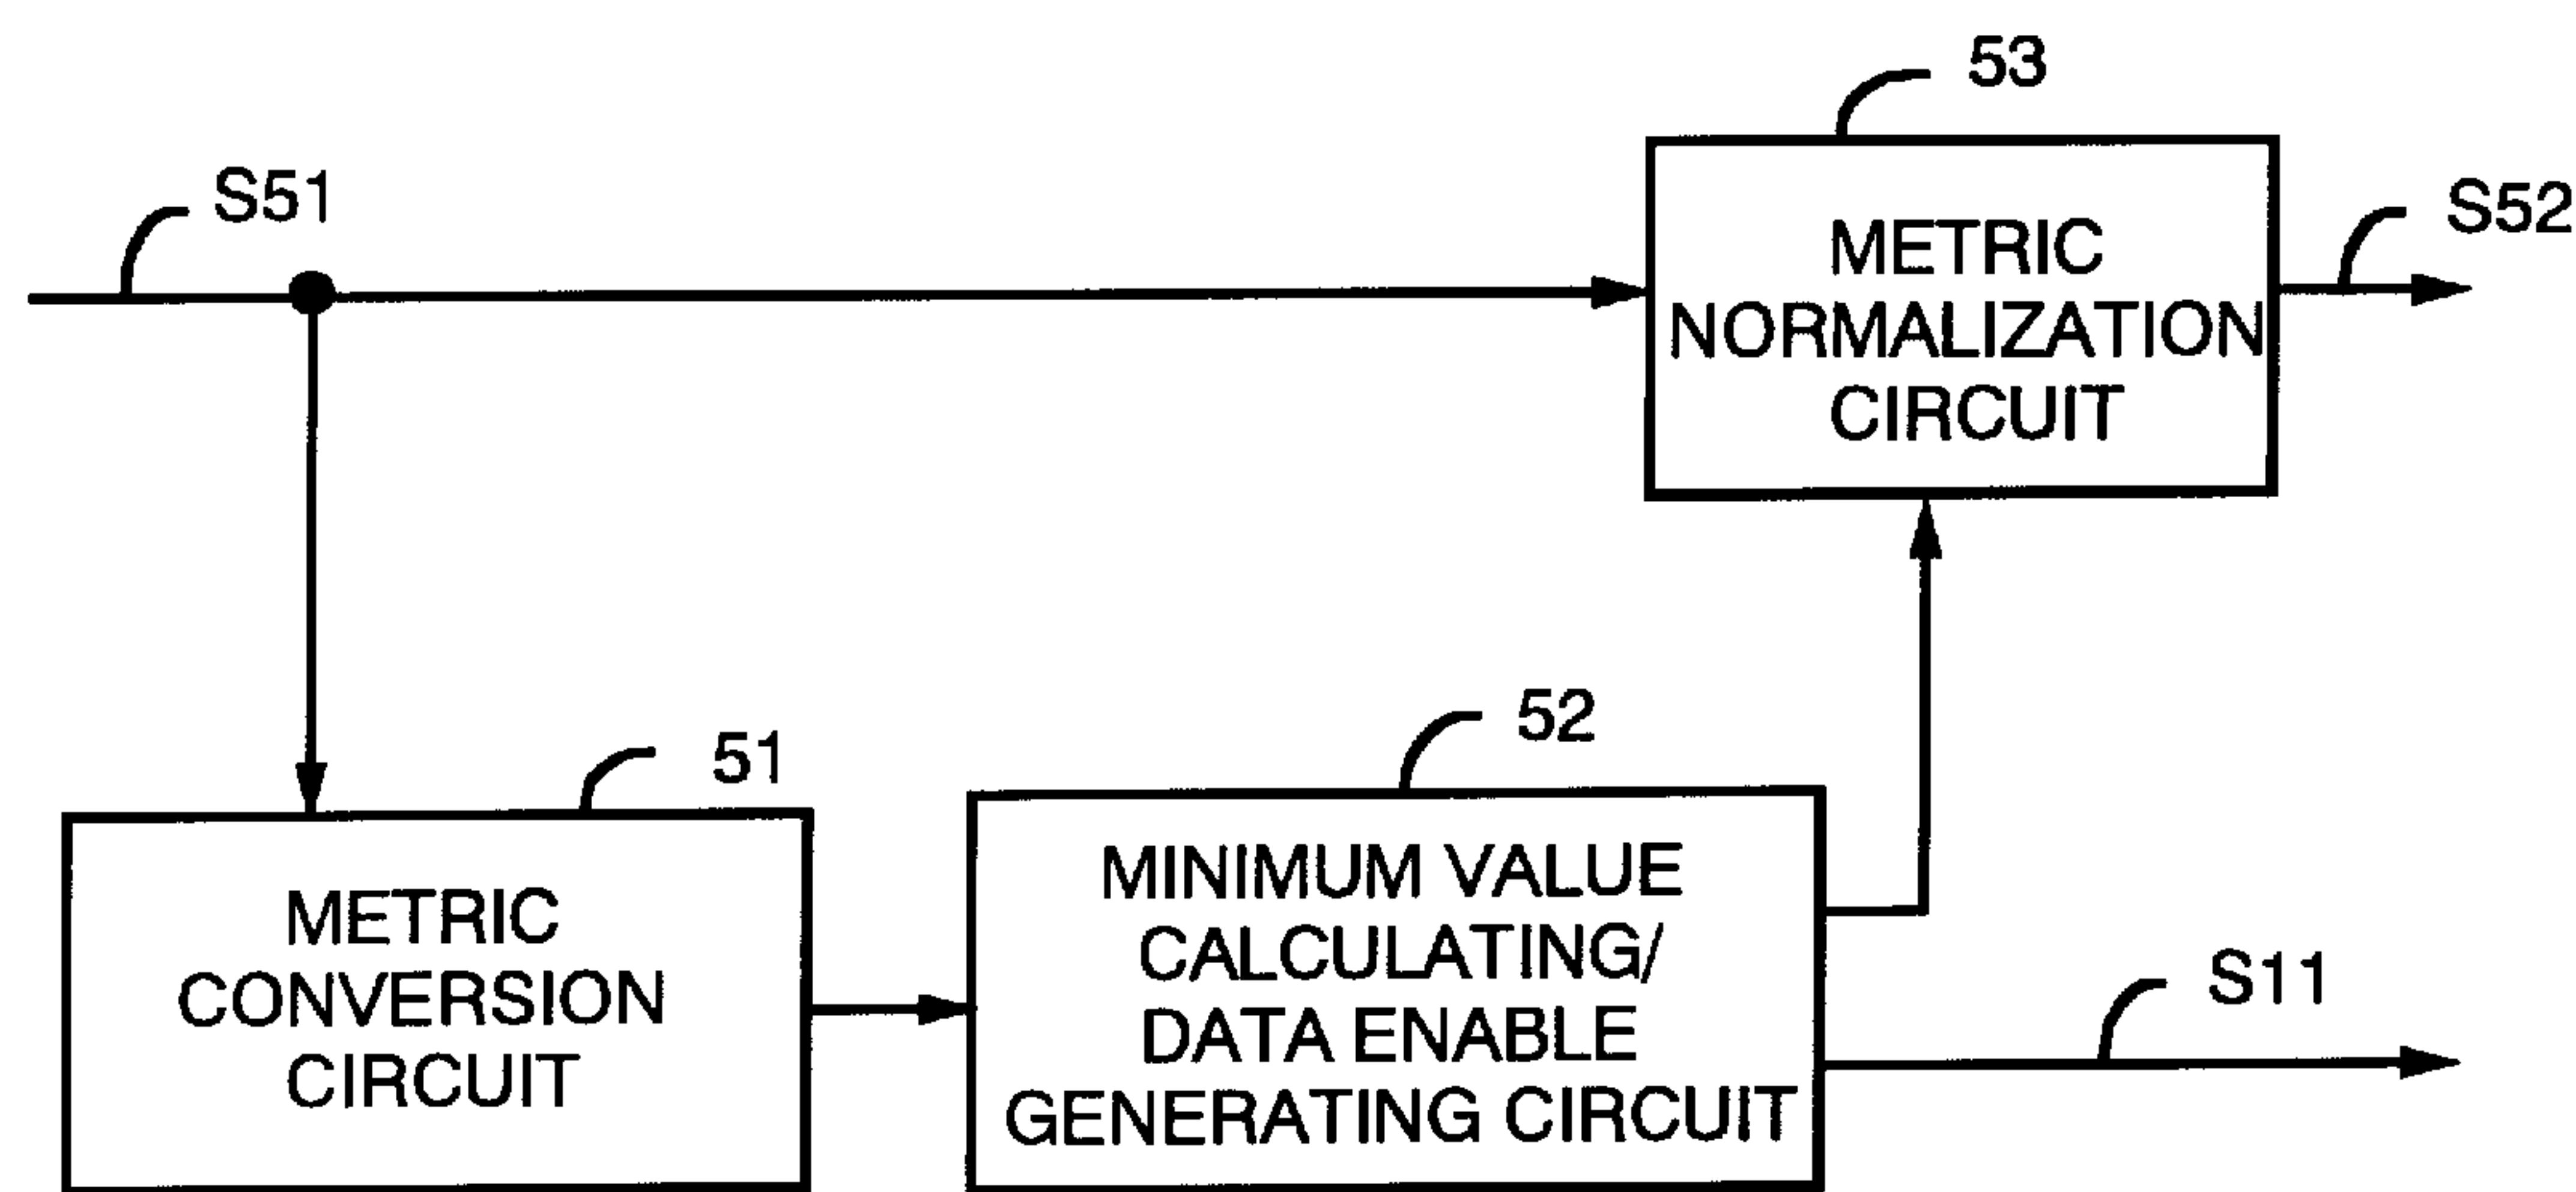 53
S51
S52
METRIC
NORMALIZATION
CIRCUIT
51
52
METRIC
CONVERSION
CIRCUIT
MINIMUM VALUE
CALCULATING/
DATA ENABLE
GENERATING CIRCUIT
S11